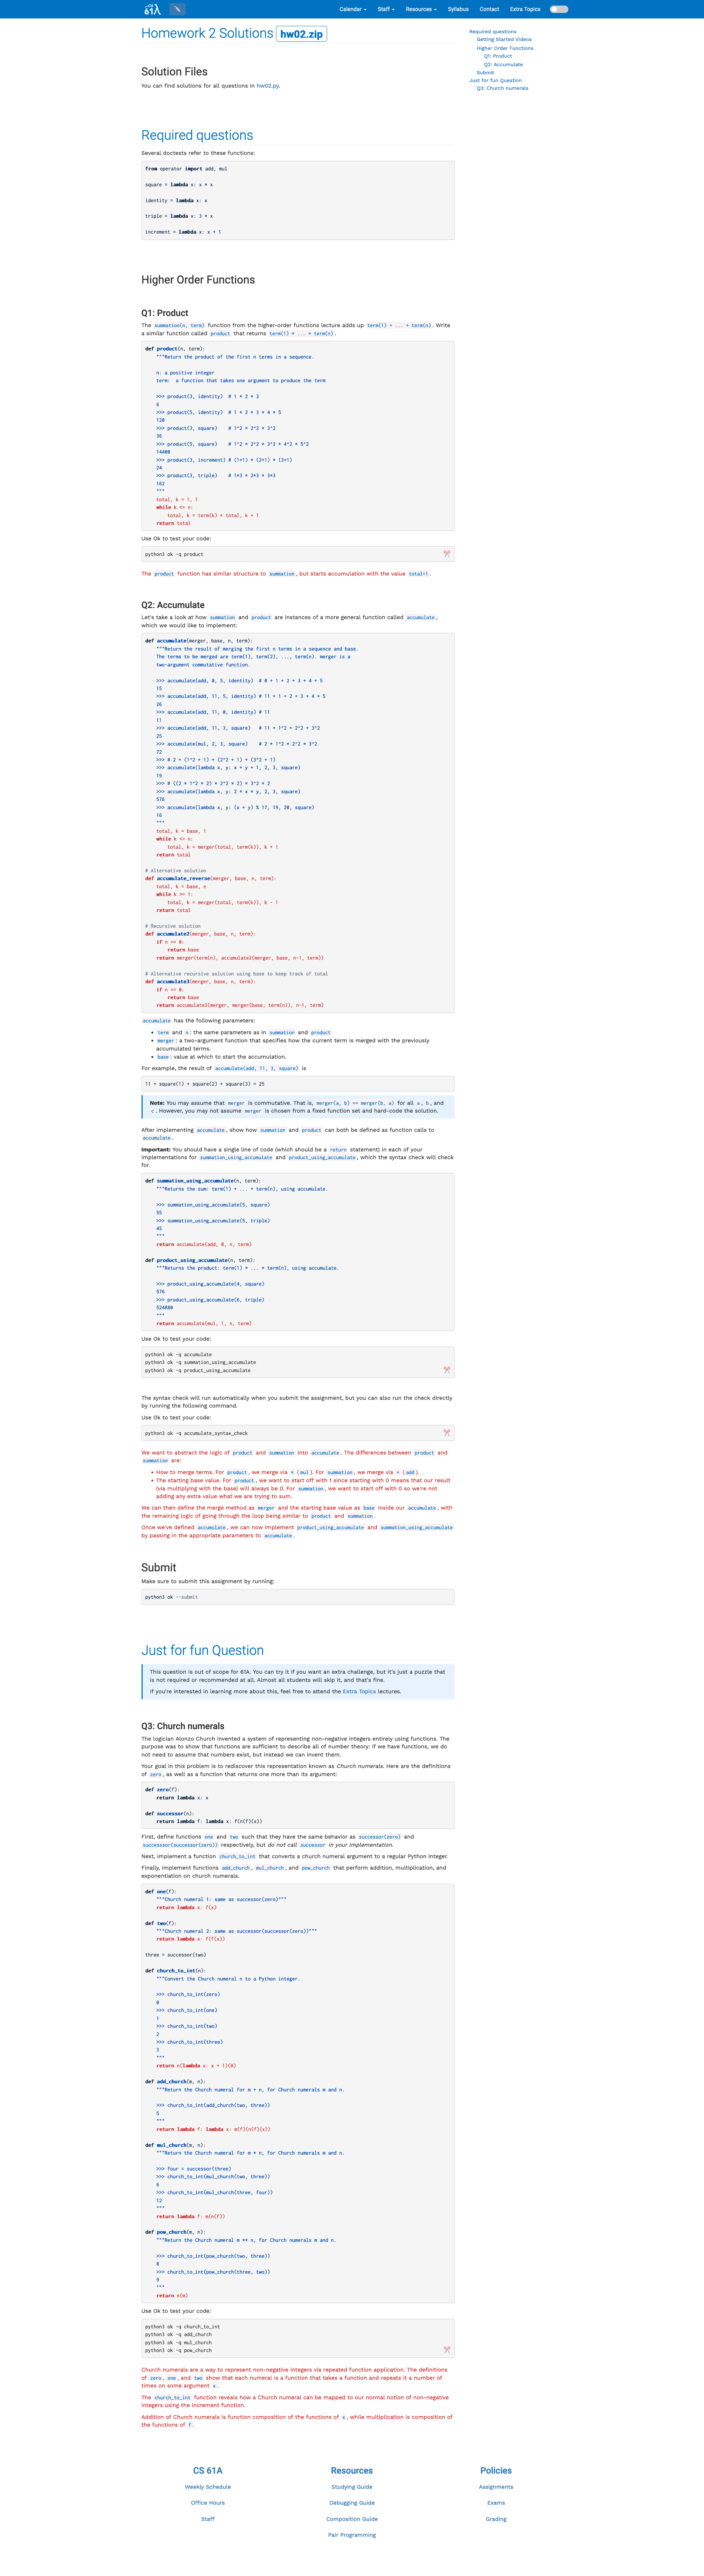 CS 61A
Calendar Staff Resources Syllabus Contact Extra Topics
Homework 2 Solutions hw02.zip
Required questions
Getting Started Videos
Higher Order Functions
Q1: Product
Q2: Accumulate
Submit
Just for fun Question
Q3: Church numerals
Solution Files
You can find solutions for all questions in hw02.py.
Required questions
Several doctests refer to these functions:
from operator import add, mul
square = lambda x: x * x
identity = lambda x: x
triple = lambda x: 3 * x
increment = lambda x: x + 1
Higher Order Functions
Q1: Product
The summation(n, term) function from the higher-order functions lecture adds up term(1) + ... + term(n). Write
a similar function called product that returns term(1) * ... * term(n).
def product(n, term):
    """Return the product of the first n terms in a sequence.
    n: a positive integer
    term:  a function that takes one argument to produce the term
    >>> product(3, identity)  # 1 * 2 * 3
    6
    >>> product(5, identity)  # 1 * 2 * 3 * 4 * 5
    120
    >>> product(3, square)    # 1^2 * 2^2 * 3^2
    36
    >>> product(5, square)    # 1^2 * 2^2 * 3^2 * 4^2 * 5^2
    14400
    >>> product(3, increment) # (1+1) * (2+1) * (3+1)
    24
    >>> product(3, triple)    # 1*3 * 2*3 * 3*3
    162
    """
    total, k = 1, 1
    while k <= n:
        total, k = term(k) * total, k + 1
    return total
Use Ok to test your code:
python3 ok -q product
The product function has similar structure to summation, but starts accumulation with the value total=1.
Q2: Accumulate
Let's take a look at how summation and product are instances of a more general function called accumulate,
which we would like to implement:
def accumulate(merger, base, n, term):
    """Return the result of merging the first n terms in a sequence and base.
    The terms to be merged are term(1), term(2), ..., term(n). merger is a
    two-argument commutative function.
    >>> accumulate(add, 0, 5, identity)  # 0 + 1 + 2 + 3 + 4 + 5
    15
    >>> accumulate(add, 11, 5, identity) # 11 + 1 + 2 + 3 + 4 + 5
    26
    >>> accumulate(add, 11, 0, identity) # 11
    11
    >>> accumulate(add, 11, 3, square)   # 11 + 1^2 + 2^2 + 3^2
    25
    >>> accumulate(mul, 2, 3, square)    # 2 * 1^2 * 2^2 * 3^2
    72
    >>> # 2 + (1^2 + 1) + (2^2 + 1) + (3^2 + 1)
    >>> accumulate(lambda x, y: x + y + 1, 2, 3, square)
    19
    >>> # ((2 * 1^2 * 2) * 2^2 * 2) * 3^2 * 2
    >>> accumulate(lambda x, y: 2 * x * y, 2, 3, square)
    576
    >>> accumulate(lambda x, y: (x + y) % 17, 19, 20, square)
    16
    """
    total, k = base, 1
    while k <= n:
        total, k = merger(total, term(k)), k + 1
    return total
# Alternative solution
def accumulate_reverse(merger, base, n, term):
    total, k = base, n
    while k >= 1:
        total, k = merger(total, term(k)), k - 1
    return total
# Recursive solution
def accumulate2(merger, base, n, term):
    if n == 0:
        return base
    return merger(term(n), accumulate2(merger, base, n-1, term))
# Alternative recursive solution using base to keep track of total
def accumulate3(merger, base, n, term):
    if n == 0:
        return base
    return accumulate3(merger, merger(base, term(n)), n-1, term)
accumulate has the following parameters:
• term and n: the same parameters as in summation and product
• merger: a two-argument function that specifies how the current term is merged with the previously
accumulated terms.
• base: value at which to start the accumulation.
For example, the result of accumulate(add, 11, 3, square) is
11 + square(1) + square(2) + square(3) = 25
Note: You may assume that merger is commutative. That is, merger(a, b) == merger(b, a) for all a, b, and
c. However, you may not assume merger is chosen from a fixed function set and hard-code the solution.
After implementing accumulate, show how summation and product can both be defined as function calls to
accumulate.
Important: You should have a single line of code (which should be a return statement) in each of your
implementations for summation_using_accumulate and product_using_accumulate, which the syntax check will check
for.
def summation_using_accumulate(n, term):
    """Returns the sum: term(1) + ... + term(n), using accumulate.
    >>> summation_using_accumulate(5, square)
    55
    >>> summation_using_accumulate(5, triple)
    45
    """
    return accumulate(add, 0, n, term)
def product_using_accumulate(n, term):
    """Returns the product: term(1) * ... * term(n), using accumulate.
    >>> product_using_accumulate(4, square)
    576
    >>> product_using_accumulate(6, triple)
    524880
    """
    return accumulate(mul, 1, n, term)
Use Ok to test your code:
python3 ok -q accumulate
python3 ok -q summation_using_accumulate
python3 ok -q product_using_accumulate
The syntax check will run automatically when you submit the assignment, but you can also run the check directly
by running the following command.
Use Ok to test your code:
python3 ok -q accumulate_syntax_check
We want to abstract the logic of product and summation into accumulate. The differences between product and
summation are:
• How to merge terms. For product, we merge via * (mul). For summation, we merge via + (add).
• The starting base value. For product, we want to start off with 1 since starting with 0 means that our result
(via multiplying with the base) will always be 0. For summation, we want to start off with 0 so we're not
adding any extra value what we are trying to sum.
We can then define the merge method as merger and the starting base value as base inside our accumulate, with
the remaining logic of going through the loop being similar to product and summation.
Once we've defined accumulate, we can now implement product_using_accumulate and summation_using_accumulate
by passing in the appropriate parameters to accumulate.
Submit
Make sure to submit this assignment by running:
python3 ok --submit
Just for fun Question
This question is out of scope for 61A. You can try it if you want an extra challenge, but it's just a puzzle that
is not required or recommended at all. Almost all students will skip it, and that's fine.
If you're interested in learning more about this, feel free to attend the Extra Topics lectures.
Q3: Church numerals
The logician Alonzo Church invented a system of representing non-negative integers entirely using functions. The
purpose was to show that functions are sufficient to describe all of number theory: if we have functions, we do
not need to assume that numbers exist, but instead we can invent them.
Your goal in this problem is to rediscover this representation known as Church numerals. Here are the definitions
of zero, as well as a function that returns one more than its argument:
def zero(f):
    return lambda x: x
def successor(n):
    return lambda f: lambda x: f(n(f)(x))
First, define functions one and two such that they have the same behavior as successor(zero) and
successsor(successor(zero)) respectively, but do not call successor in your implementation.
Next, implement a function church_to_int that converts a church numeral argument to a regular Python integer.
Finally, implement functions add_church, mul_church, and pow_church that perform addition, multiplication, and
exponentiation on church numerals.
def one(f):
    """Church numeral 1: same as successor(zero)"""
    return lambda x: f(x)
def two(f):
    """Church numeral 2: same as successor(successor(zero))"""
    return lambda x: f(f(x))
three = successor(two)
def church_to_int(n):
    """Convert the Church numeral n to a Python integer.
    >>> church_to_int(zero)
    0
    >>> church_to_int(one)
    1
    >>> church_to_int(two)
    2
    >>> church_to_int(three)
    3
    """
    return n(lambda x: x + 1)(0)
def add_church(m, n):
    """Return the Church numeral for m + n, for Church numerals m and n.
    >>> church_to_int(add_church(two, three))
    5
    """
    return lambda f: lambda x: m(f)(n(f)(x))
def mul_church(m, n):
    """Return the Church numeral for m * n, for Church numerals m and n.
    >>> four = successor(three)
    >>> church_to_int(mul_church(two, three))
    6
    >>> church_to_int(mul_church(three, four))
    12
    """
    return lambda f: m(n(f))
def pow_church(m, n):
    """Return the Church numeral m ** n, for Church numerals m and n.
    >>> church_to_int(pow_church(two, three))
    8
    >>> church_to_int(pow_church(three, two))
    9
    """
    return n(m)
Use Ok to test your code:
python3 ok -q church_to_int
python3 ok -q add_church
python3 ok -q mul_church
python3 ok -q pow_church
Church numerals are a way to represent non-negative integers via repeated function application. The definitions
of zero, one, and two show that each numeral is a function that takes a function and repeats it a number of
times on some argument x.
The church_to_int function reveals how a Church numeral can be mapped to our normal notion of non-negative
integers using the increment function.
Addition of Church numerals is function composition of the functions of x, while multiplication is composition of
the functions of f.
CS 61A
Weekly Schedule
Office Hours
Staff
Resources
Studying Guide
Debugging Guide
Composition Guide
Pair Programming
Policies
Assignments
Exams
Grading